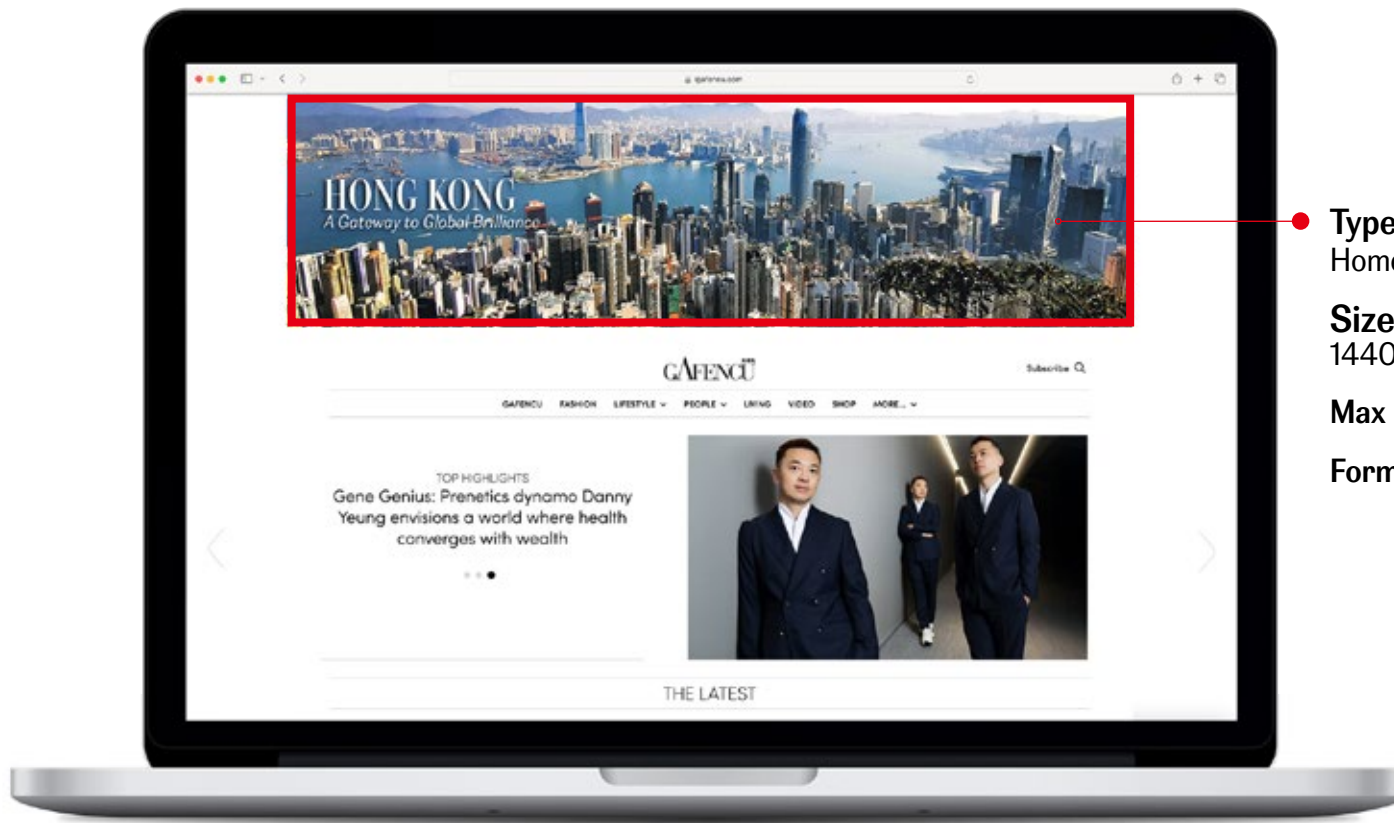 HONG KONG
A Gateway to Global Brilliance
GAFENCU
Subscribe
GAFENCU FASHION LIFESTYLE PEOPLE LIVING VIDEO SHOP MORE...
TOP HIGHLIGHTS
Gene Genius: Prenetics dynamo Danny
Yeung envisions a world where health
converges with wealth
THE LATEST
Type
Home
Size
1440
Max
Form